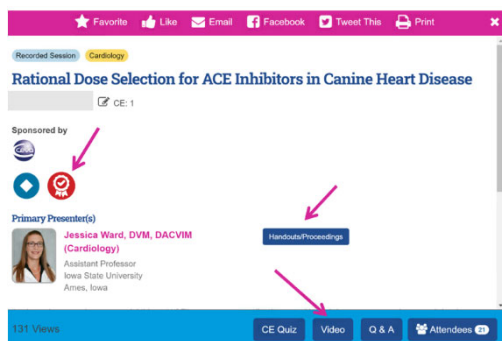 Favorite Like Email Facebook Tweet This Print
Recorded Session Cardiology
Rational Dose Selection for ACE Inhibitors in Canine Heart Disease
CE: 1
Sponsored by
Primary Presenter(s)
Jessica Ward, DVM, DACVIM
(Cardiology)
Handouts/Proceedings
Assistant Professor
Iowa State University
Ames, Iowa
131 Views CE Quiz Video Q & A Attendees 21